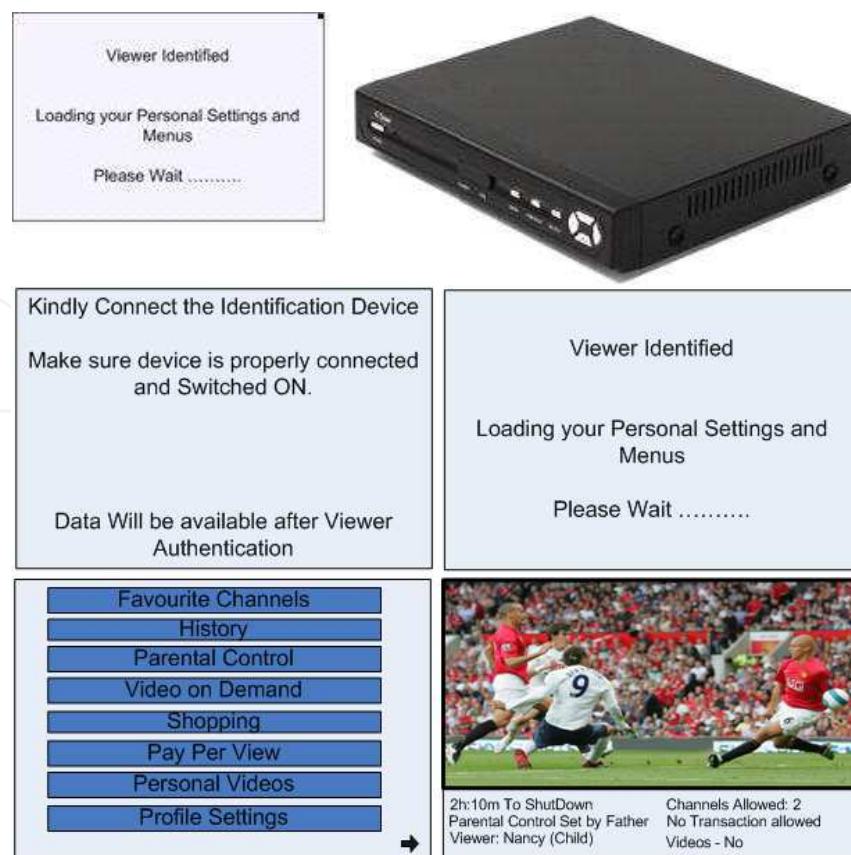 Viewer Identified
Loading your Personal Settings and
Menus
Please Wait ..........
Kindly Connect the Identification Device
Make sure device is properly connected
and Switched ON.
Data Will be available after Viewer
Authentication
Viewer Identified
Loading your Personal Settings and
Menus
Please Wait ..........
Favourite Channels
History
Parental Control
Video on Demand
Shopping
Pay Per View
Personal Videos
Profile Settings
9
2h:10m To ShutDown
Parental Control Set by Father
Viewer: Nancy (Child)
Channels Allowed: 2
No Transaction allowed
Videos - No